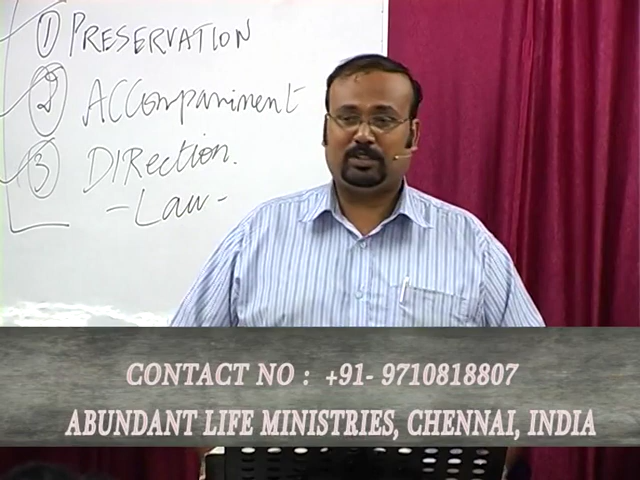 ① PRESERVATION
② ACCompaniment
③ DIRection.
- Law -
CONTACT NO : +91- 9710818807
ABUNDANT LIFE MINISTRIES, CHENNAI, INDIA